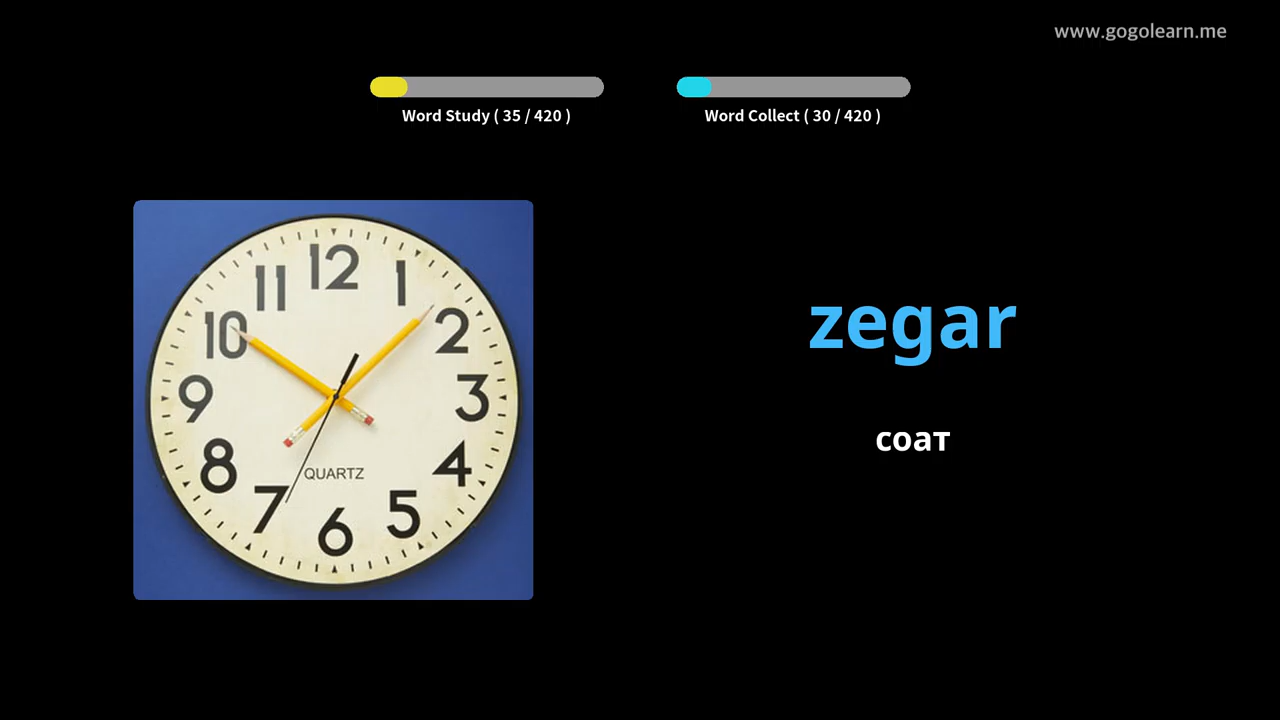 www.gogolearn.me
Word Study ( 35 / 420 )
Word Collect ( 30 / 420 )
12
11
1
10
2
9
3
8
4
QUARTZ
7
5
6
zegar
соат